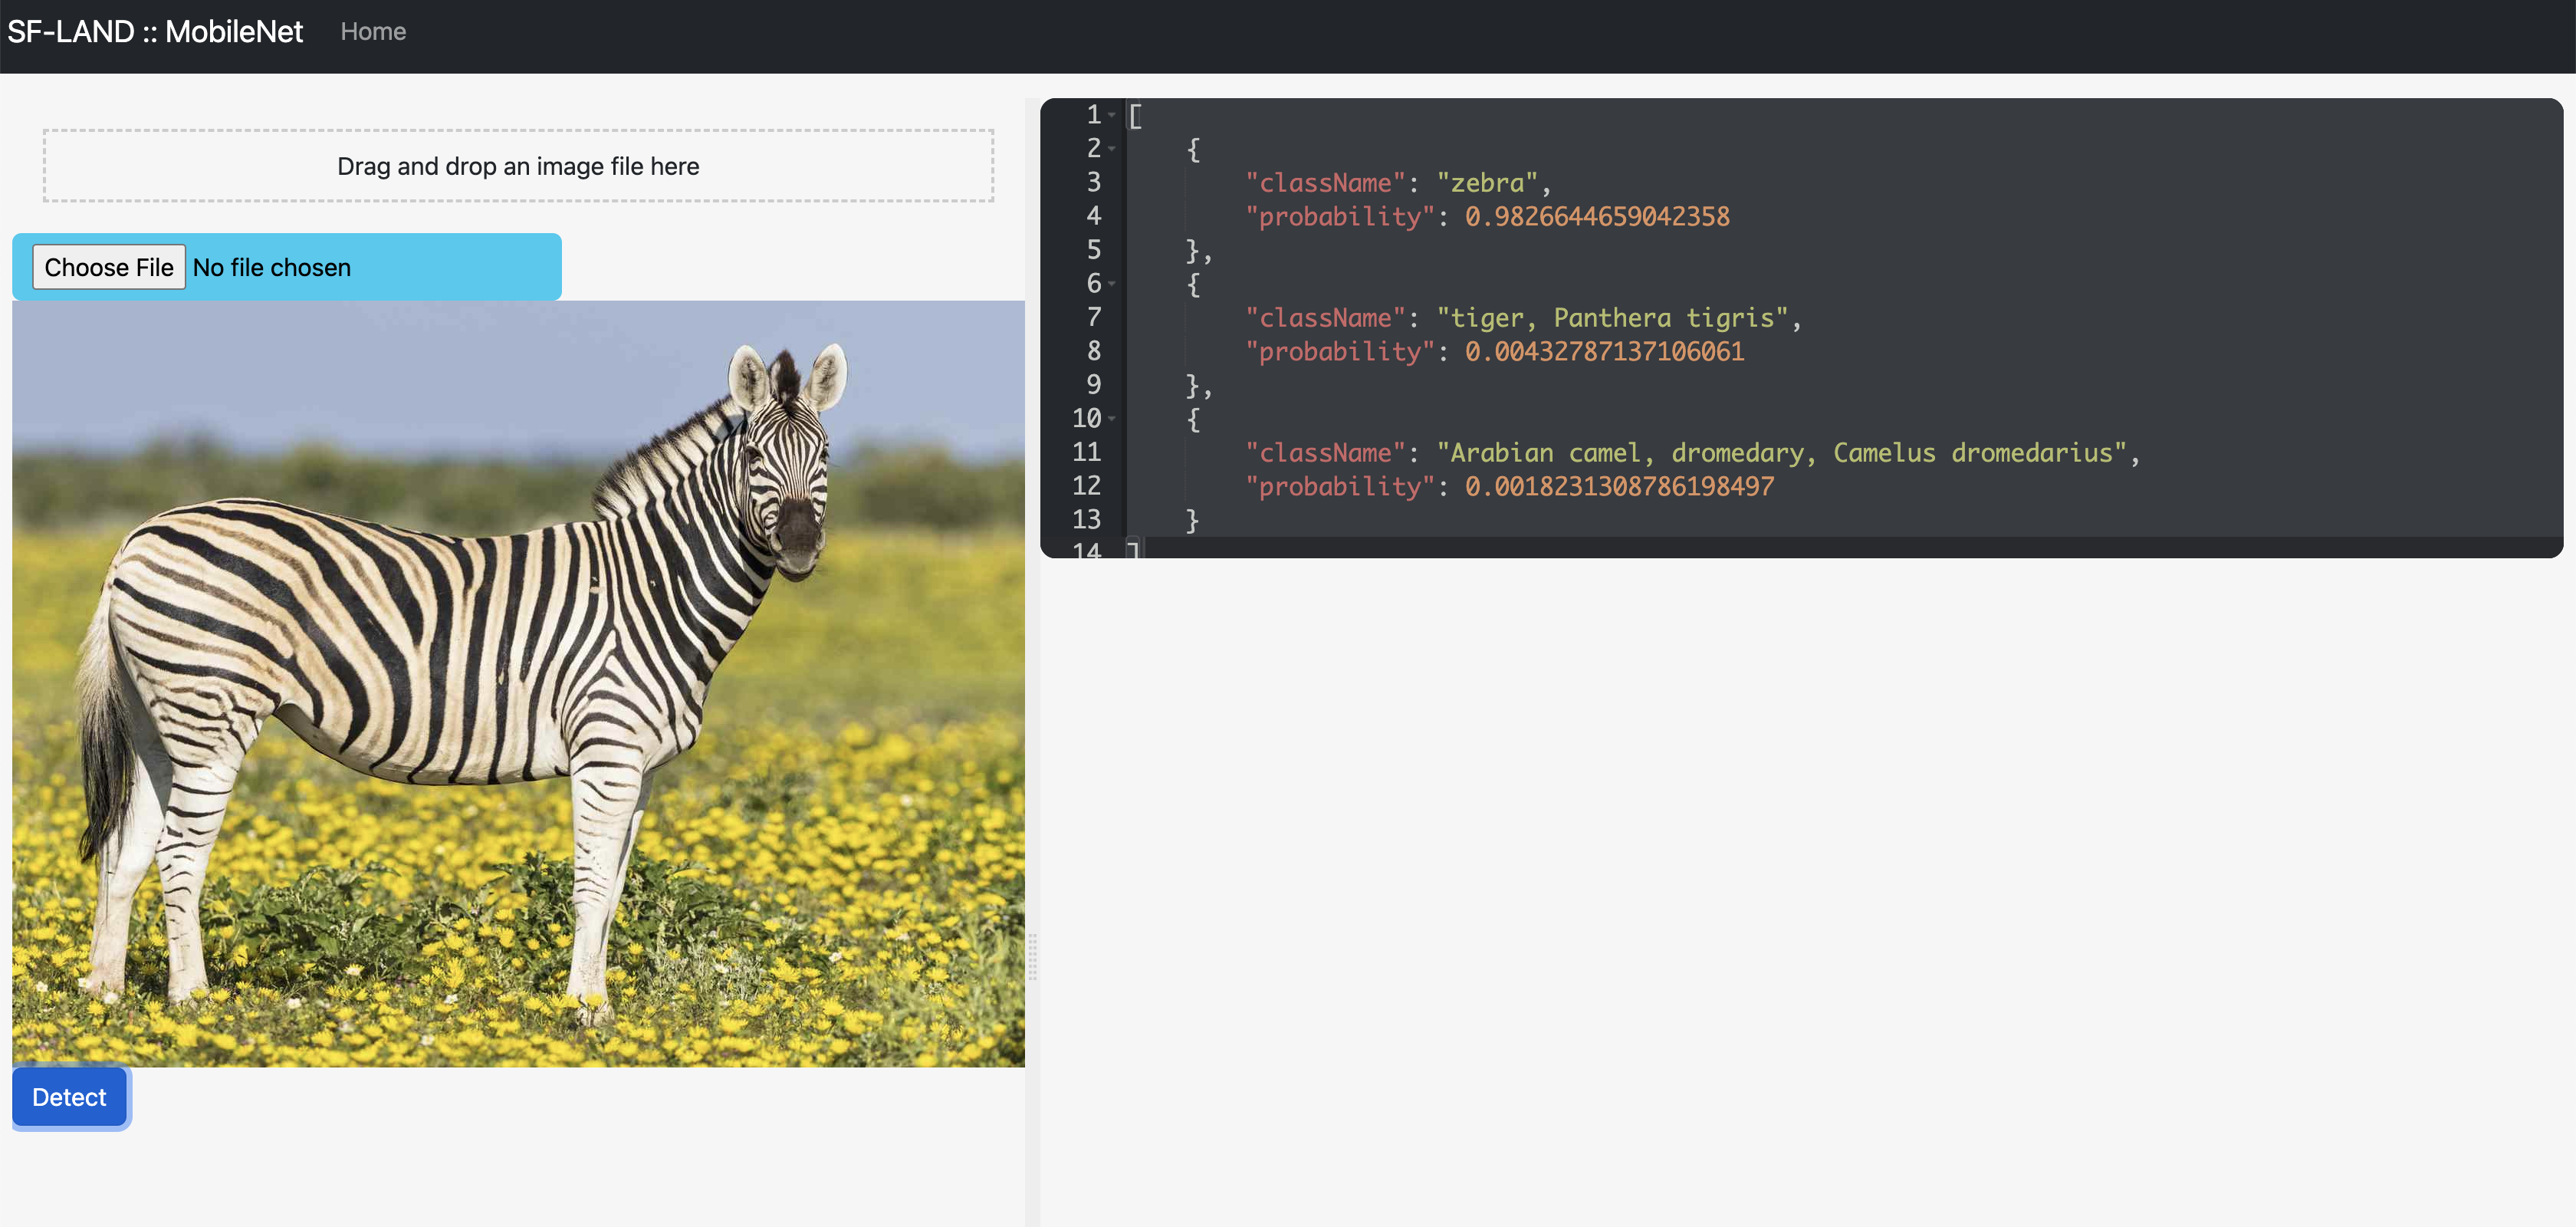 SF-LAND :: MobileNet Home
Drag and drop an image file here
Choose File No file chosen
Detect
1 [
2 {
3 "className": "zebra",
4 "probability": 0.9826644659042358
5 },
6 {
7 "className": "tiger, Panthera tigris",
8 "probability": 0.00432787137106061
9 },
10 {
11 "className": "Arabian camel, dromedary, Camelus dromedarius",
12 "probability": 0.0018231308786198497
13 }
14 ]